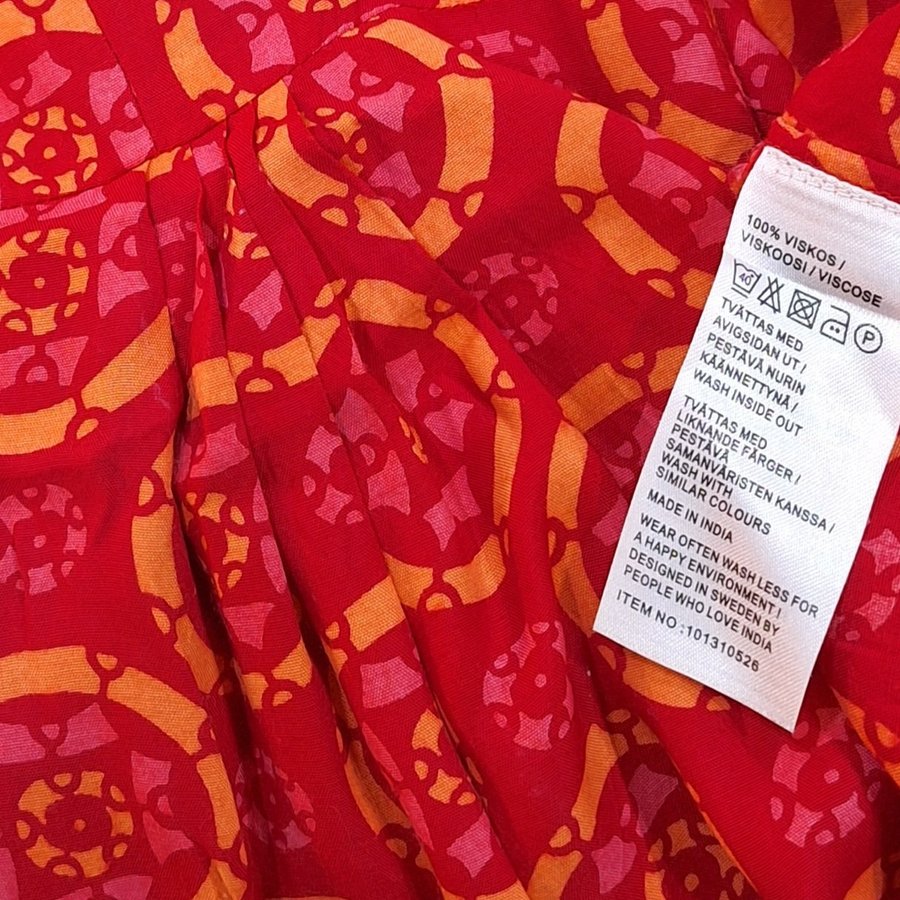 100% VISKOS /
VISKOOSI / VISCOSE
40° P
TVÄTTAS MED
AVIGSIDAN UT /
PESTÄVÄ NURIN
KÄÄNNETTYNÄ /
WASH INSIDE OUT
TVÄTTAS MED
LIKNANDE FÄRGER /
PESTÄVÄ
SAMANVÄRISTEN KANSSA /
WASH WITH
SIMILAR COLOURS
MADE IN INDIA
WEAR OFTEN WASH LESS FOR
A HAPPY ENVIRONMENT !
DESIGNED IN SWEDEN BY
PEOPLE WHO LOVE INDIA
ITEM NO : 101310526